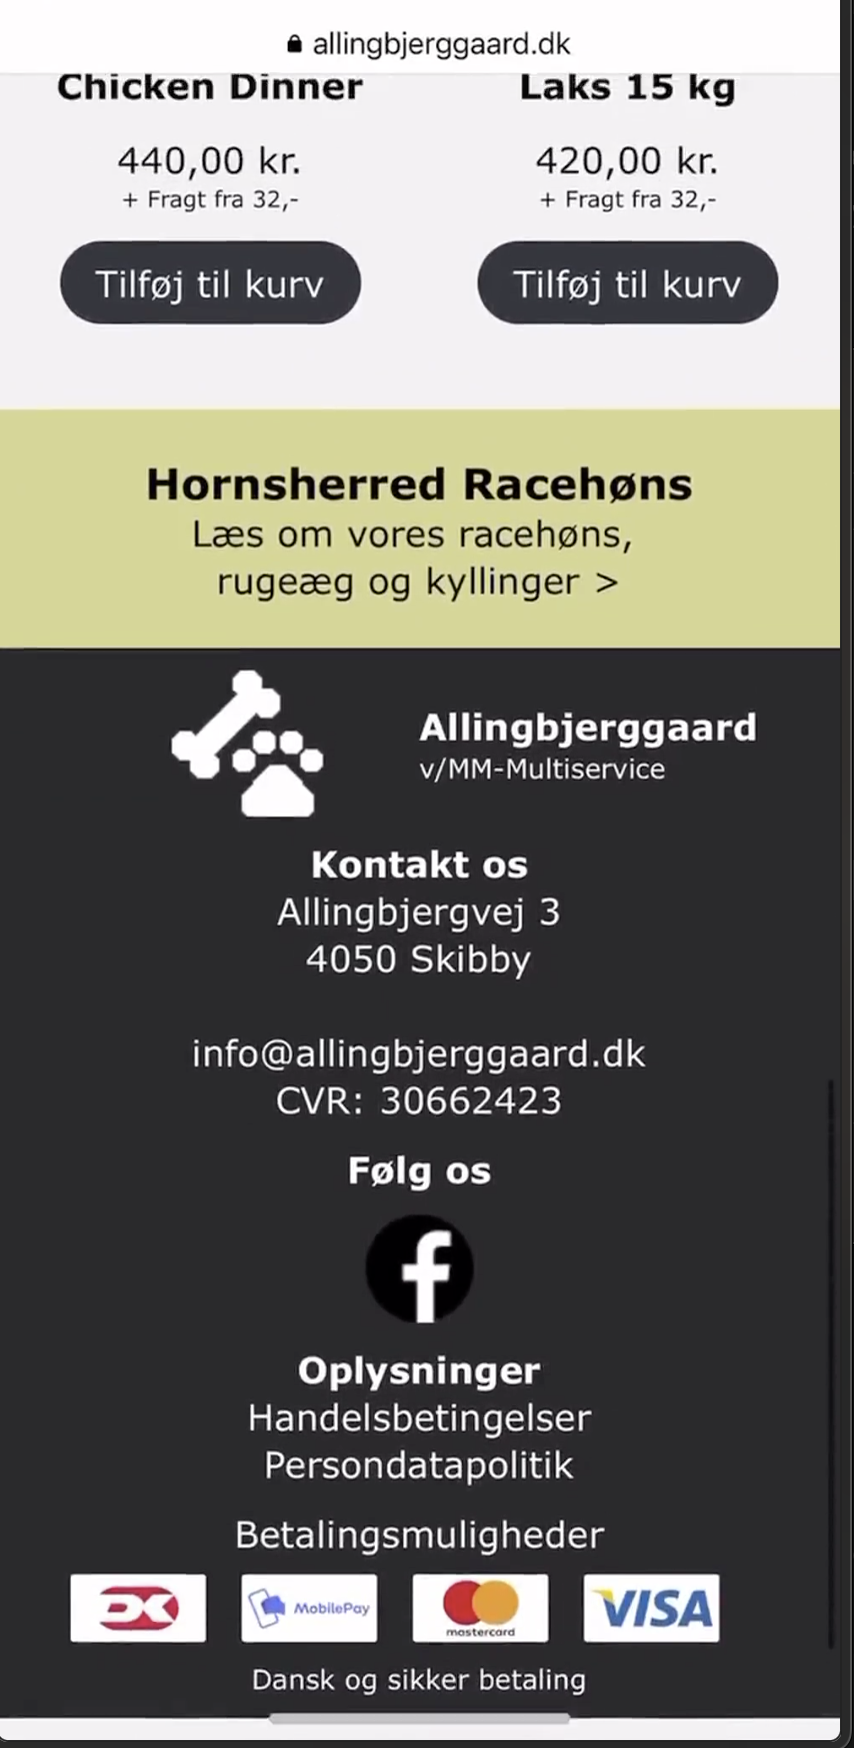 allingbjerggaard.dk
Chicken Dinner
440,00 kr.
+ Fragt fra 32,-
Tilføj til kurv
Laks 15 kg
420,00 kr.
+ Fragt fra 32,-
Tilføj til kurv
Hornsherred Racehøns
Læs om vores racehøns,
rugeæg og kyllinger >
Allingbjerggaard
v/MM-Multiservice
Kontakt os
Allingbjergvej 3
4050 Skibby
info@allingbjerggaard.dk
CVR: 30662423
Følg os
f
Oplysninger
Handelsbetingelser
Persondatapolitik
Betalingsmuligheder
DK
MobilePay
mastercard
VISA
Dansk og sikker betaling